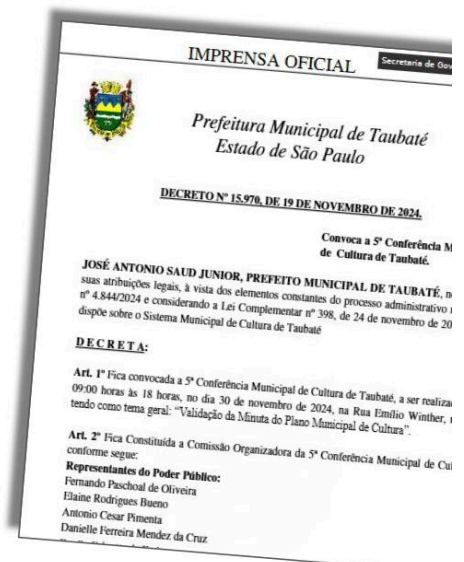 IMPRENSA OFICIAL
Secretaria de Gov
Prefeitura Municipal de Taubaté
Estado de São Paulo
DECRETO Nº 15.970, DE 19 DE NOVEMBRO DE 2024.
Convoca a 5ª Conferência M
de Cultura de Taubaté.
JOSÉ ANTONIO SAUD JUNIOR, PREFEITO MUNICIPAL DE TAUBATÉ, n
suas atribuições legais, à vista dos elementos constantes do processo administrativo
nº 4.844/2024 e considerando a Lei Complementar nº 398, de 24 de novembro de 20
dispõe sobre o Sistema Municipal de Cultura de Taubaté
DECRETA:
Art. 1º Fica convocada a 5ª Conferência Municipal de Cultura de Taubaté, a ser realiza
09:00 horas às 18 horas, no dia 30 de novembro de 2024, na Rua Emílio Winther,
tendo como tema geral: “Validação da Minuta do Plano Municipal de Cultura”.
Art. 2º Fica Constituída a Comissão Organizadora da 5ª Conferência Municipal de Cul
conforme segue:
Representantes do Poder Público:
Fernando Paschoal de Oliveira
Elaine Rodrigues Bueno
Antonio Cesar Pimenta
Danielle Ferreira Mendez da Cruz